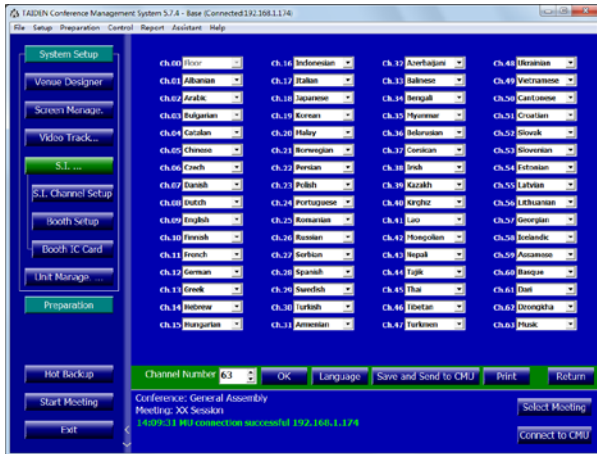 TAIDEN Conference Management System 5.7.4 - Base (Connected:192.168.1.174)
File Setup Preparation Control Report Assistant Help
System Setup
Venue Designer
Screen Manage.
Video Track...
S.I. ...
S.I. Channel Setup
Booth Setup
Booth IC Card
Unit Manage. ...
Preparation
Hot Backup
Start Meeting
Exit
Ch.00 Floor Ch.16 Indonesian Ch.32 Azerbaijani Ch.48 Ukrainian
Ch.01 Albanian Ch.17 Italian Ch.33 Balinese Ch.49 Vietnamese
Ch.02 Arabic Ch.18 Japanese Ch.34 Bengali Ch.50 Cantonese
Ch.03 Bulgarian Ch.19 Korean Ch.35 Myanmar Ch.51 Croatian
Ch.04 Catalan Ch.20 Malay Ch.36 Belorusian Ch.52 Slovak
Ch.05 Chinese Ch.21 Norwegian Ch.37 Corsican Ch.53 Slovenian
Ch.06 Czech Ch.22 Persian Ch.38 Irish Ch.54 Estonian
Ch.07 Danish Ch.23 Polish Ch.39 Kazakh Ch.55 Latvian
Ch.08 Dutch Ch.24 Portuguese Ch.40 Kirghiz Ch.56 Lithuanian
Ch.09 English Ch.25 Romanian Ch.41 Lao Ch.57 Georgian
Ch.10 Finnish Ch.26 Russian Ch.42 Mongolian Ch.58 Icelandic
Ch.11 French Ch.27 Serbian Ch.43 Nepali Ch.59 Assamese
Ch.12 German Ch.28 Spanish Ch.44 Tajik Ch.60 Basque
Ch.13 Greek Ch.29 Swedish Ch.45 Thai Ch.61 Dari
Ch.14 Hebrew Ch.30 Turkish Ch.46 Tibetan Ch.62 Dzongkha
Ch.15 Hungarian Ch.31 Armenian Ch.47 Turkmen Ch.63 Music
Channel Number 63 OK Language Save and Send to CMU Print Return
Conference: General Assembly
Meeting: XX Session
14:09:31 MU connection successful 192.168.1.174
Select Meeting
Connect to CMU